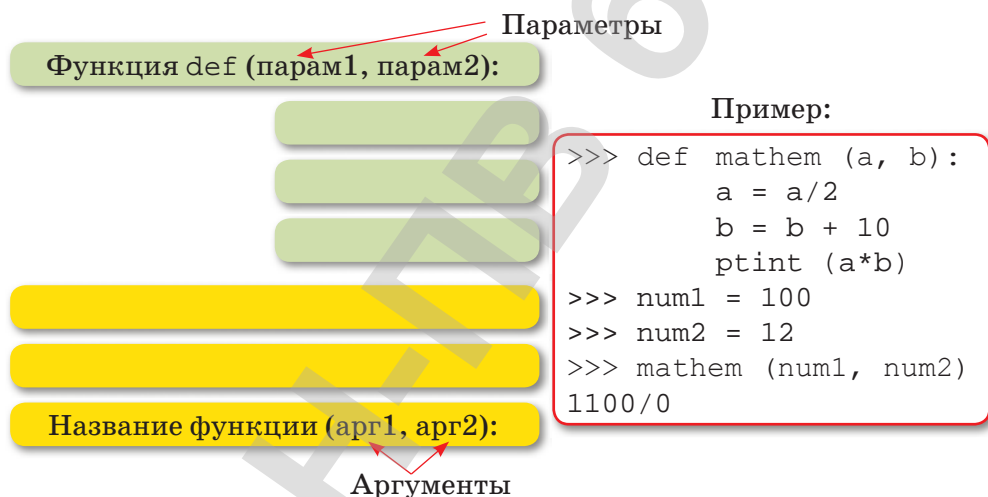 Параметры
Функция def (парам1, парам2):
Пример:
>>> def mathem (a, b):
a = a/2
b = b + 10
ptint (a*b)
>>> num1 = 100
>>> num2 = 12
>>> mathem (num1, num2)
1100/0
Название функции (арг1, арг2):
Аргументы